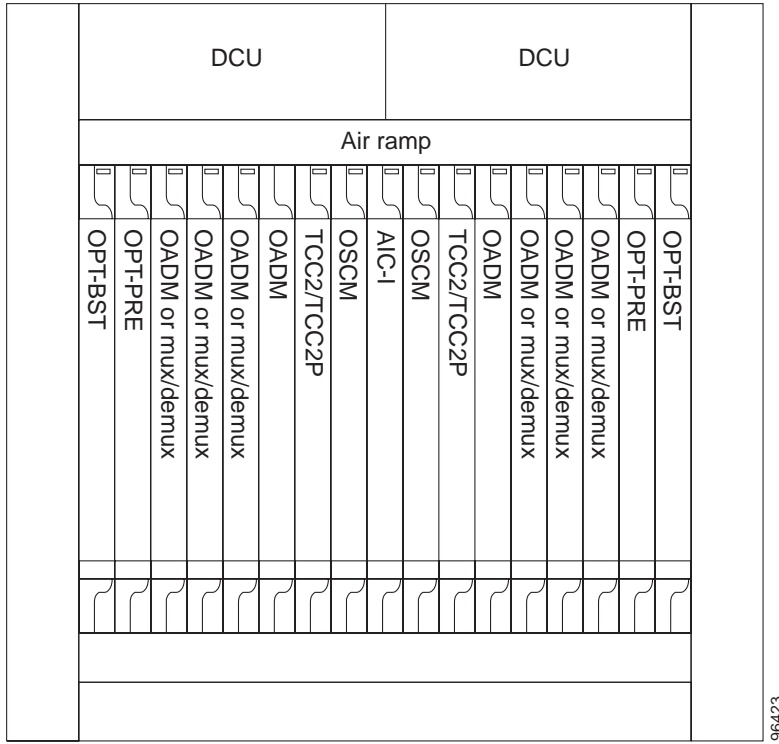 DCU
DCU
Air ramp
OPT-BST
OPT-PRE
OADM or mux/demux
OADM or mux/demux
OADM or mux/demux
OADM
TCC2/TCC2P
OSCM
AIC-I
OSCM
TCC2/TCC2P
OADM
OADM or mux/demux
OADM or mux/demux
OADM or mux/demux
OPT-PRE
OPT-BST
96423